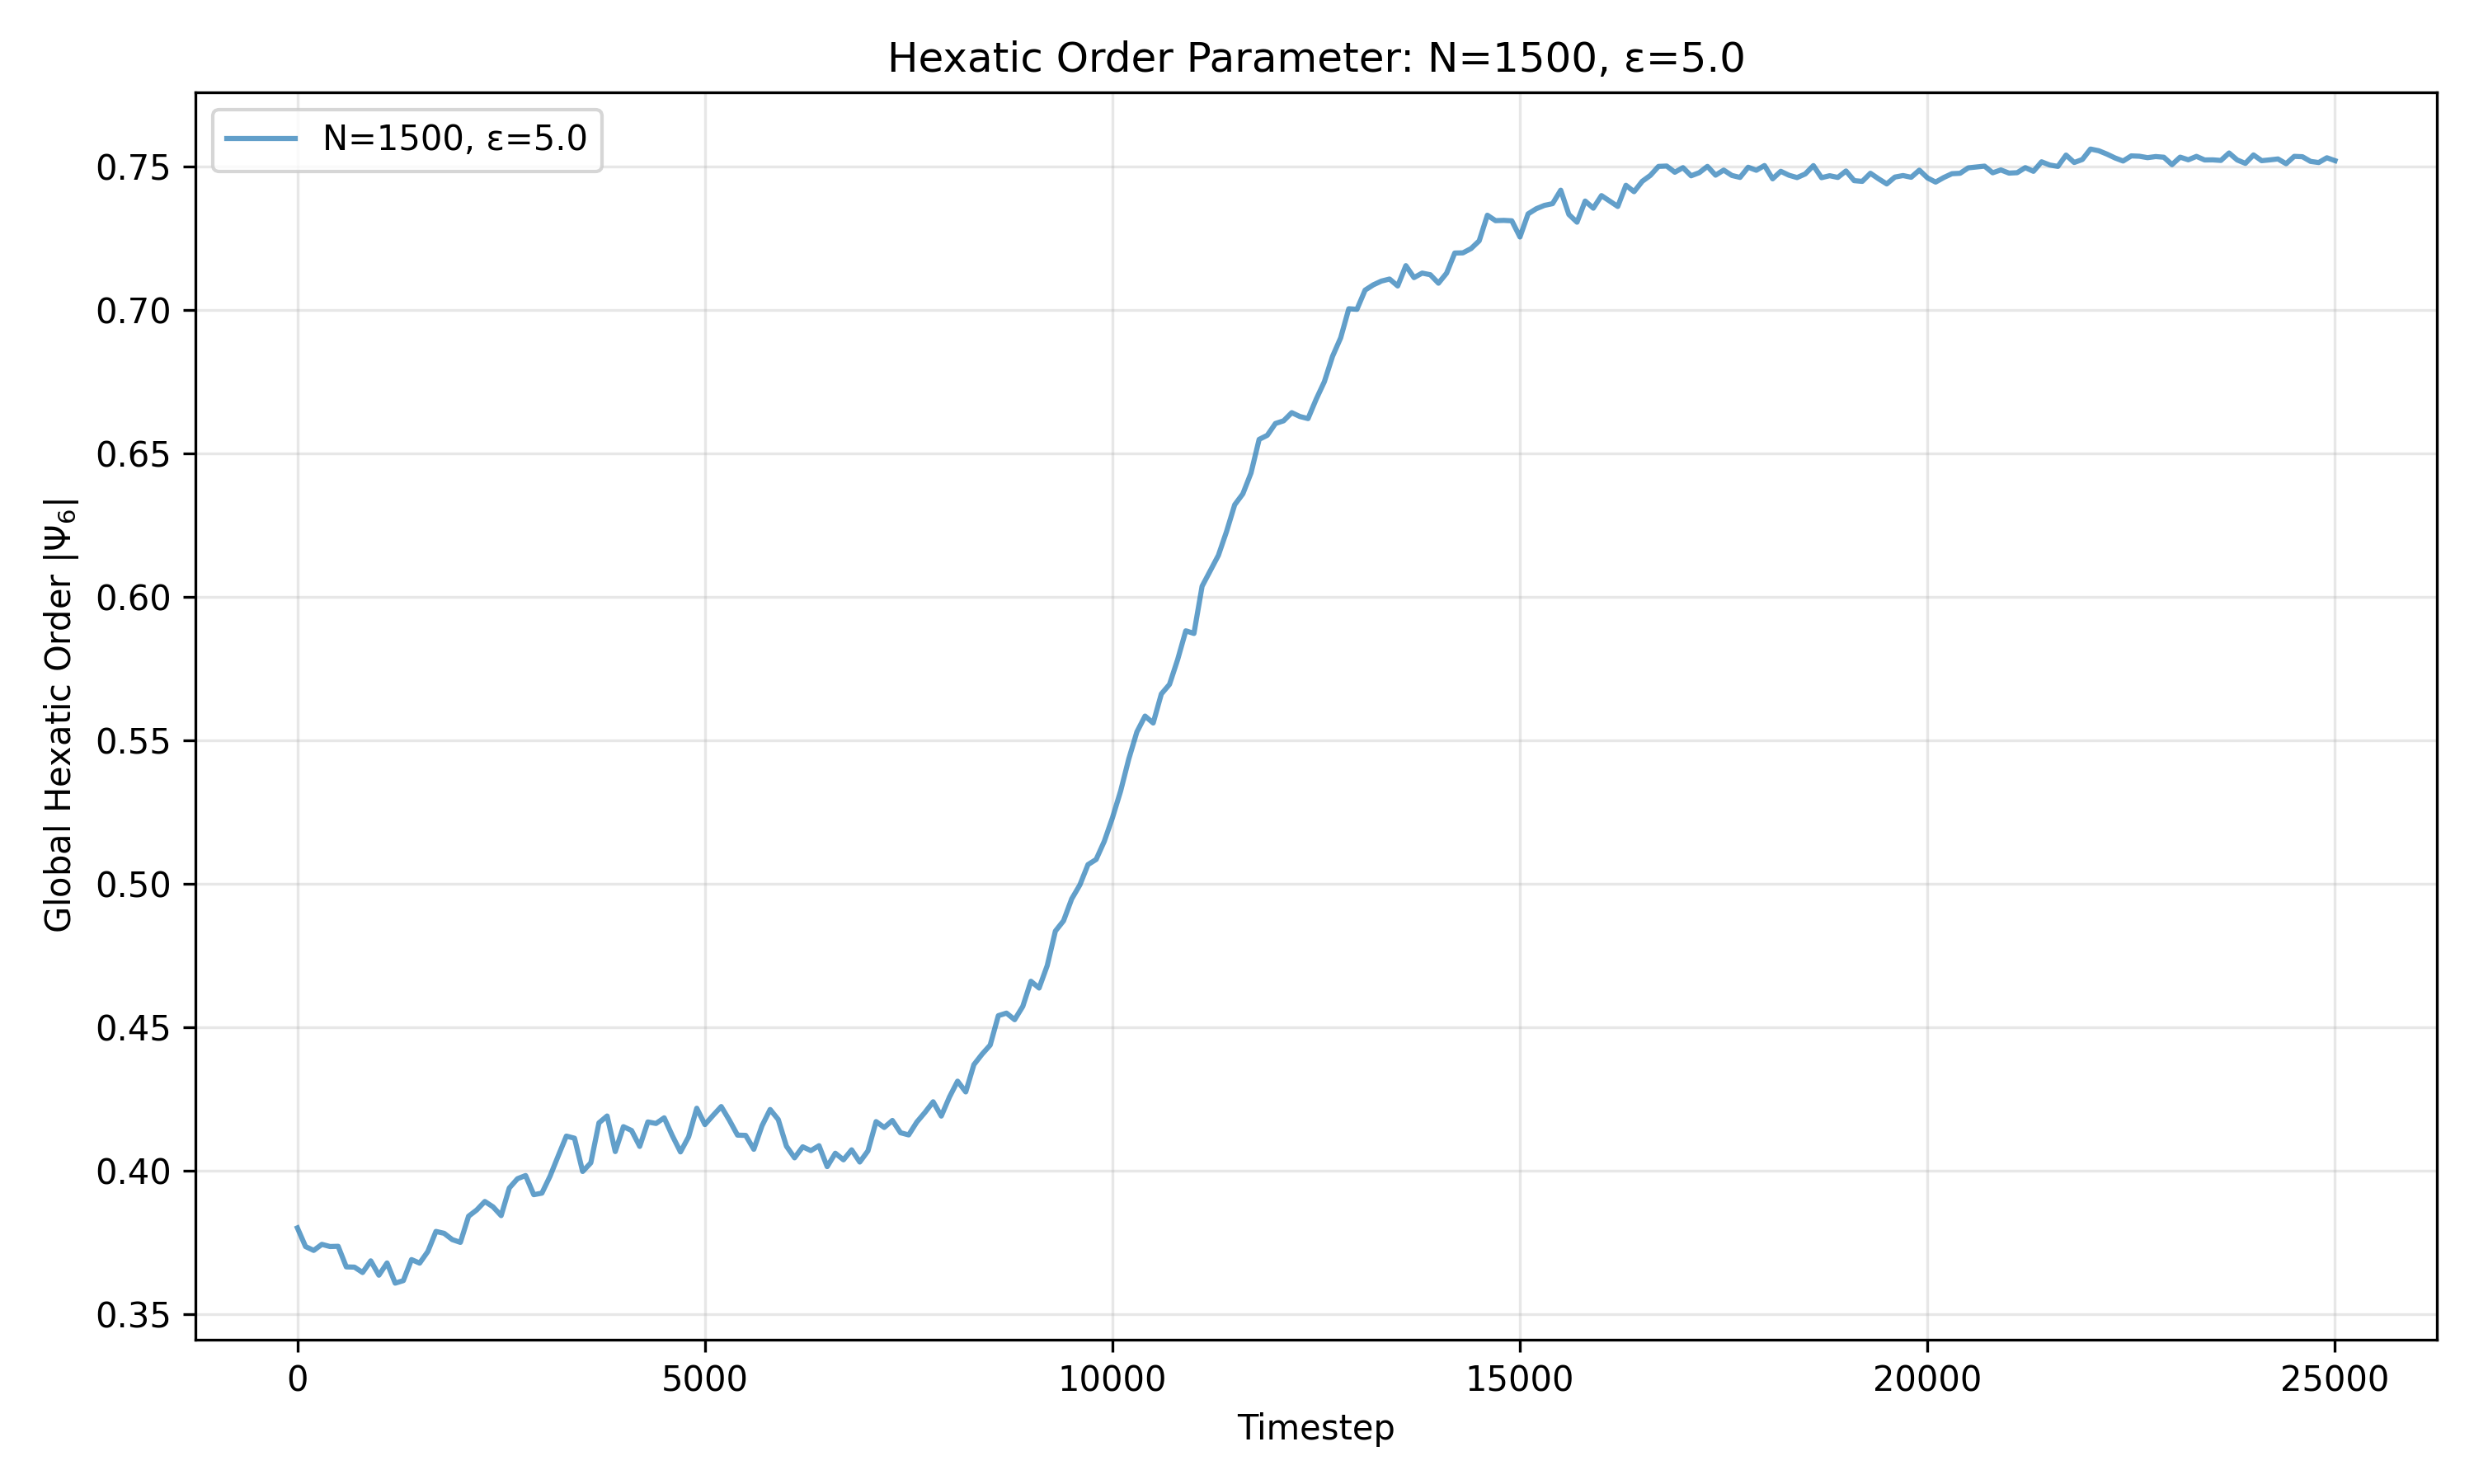 Hexatic Order Parameter: N=1500, ε=5.0
N=1500, ε=5.0
Global Hexatic Order |Ψ₆|
0.75
0.70
0.65
0.60
0.55
0.50
0.45
0.40
0.35
0 5000 10000 15000 20000 25000
Timestep